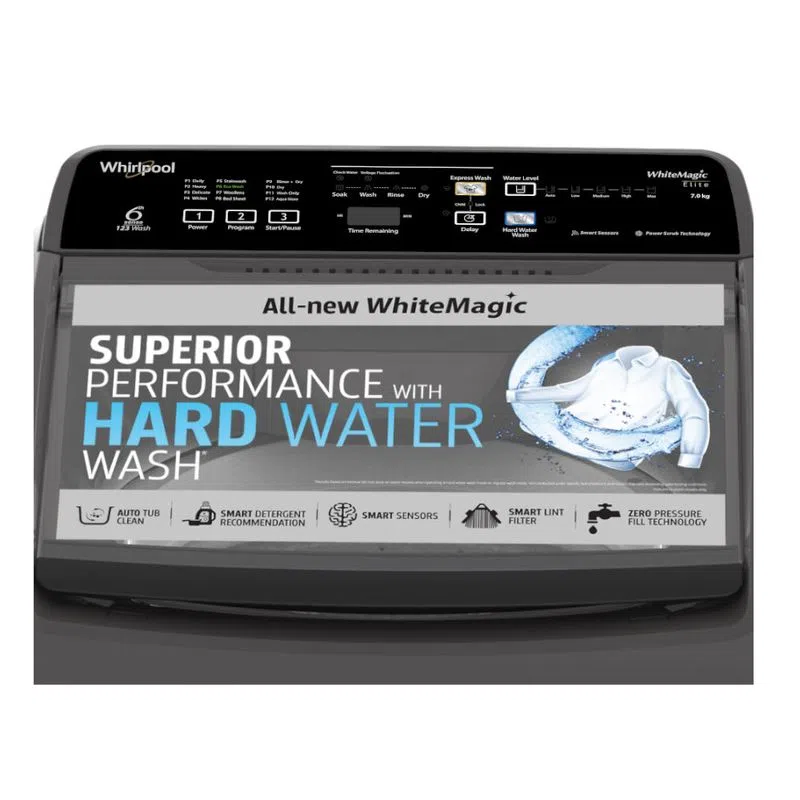 Whirlpool
6th
sense
123 Wash
P1 Daily
P2 Heavy
P3 Delicate
P4 Whites
P5 Stainwash
P6 Eco Wash
P7 Woollens
P8 Bed Sheet
P9 Rinse + Dry
P10 Dry
P11 Wash Only
P12 Aqua Store
1 2 3
Power Program Start/Pause
Check Water Voltage Fluctuation
Soak Wash Rinse Dry
Time Remaining
Express Wash
Child Lock
Delay
Water Level
Auto Low Medium High Max
Hard Water
Wash
WhiteMagic
Elite
7.0 kg
Smart Sensors Power Scrub Technology
All-new WhiteMagic
SUPERIOR
PERFORMANCE WITH
HARD WATER
WASH*
AUTO TUB
CLEAN
SMART DETERGENT
RECOMMENDATION
SMART SENSORS
SMART LINT
FILTER
ZERO PRESSURE
FILL TECHNOLOGY